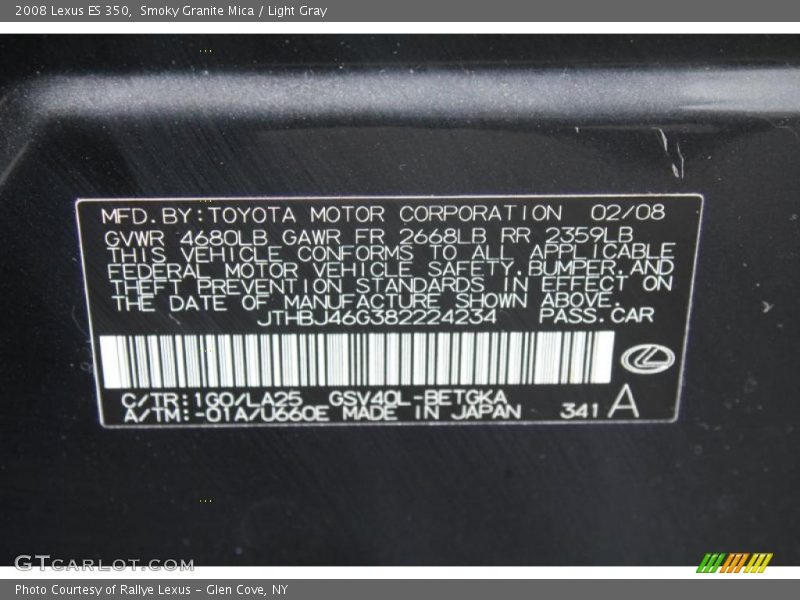 2008 Lexus ES 350, Smoky Granite Mica / Light Gray
MFD.BY:TOYOTA MOTOR CORPORATION 02/08
GVWR 4680LB GAWR FR 2668LB RR 2359LB
THIS VEHICLE CONFORMS TO ALL APPLICABLE
FEDERAL MOTOR VEHICLE SAFETY,BUMPER,AND
THEFT PREVENTION STANDARDS IN EFFECT ON
THE DATE OF MANUFACTURE SHOWN ABOVE.
JTHBJ46G382224234 PASS.CAR
C/TR:1G0/LA25 GSV40L-BETGKA
A/TM:-01A/U660E MADE IN JAPAN 341 A
GTCARLOT.COM
Photo Courtesy of Rallye Lexus - Glen Cove, NY